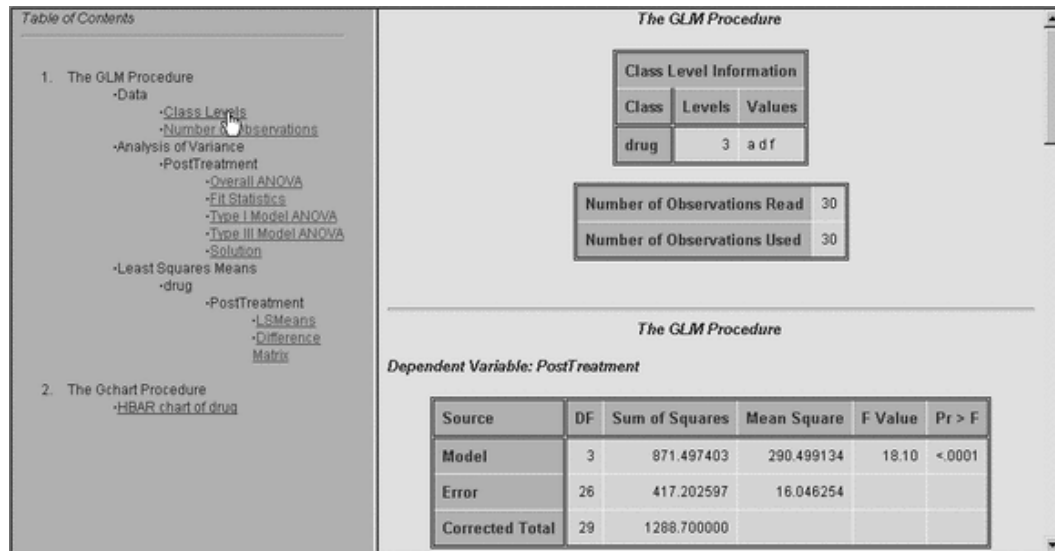 Table of Contents
1. The GLM Procedure
·Data
·Class Levels
·Number of Observations
·Analysis of Variance
·PostTreatment
·Overall ANOVA
·Fit Statistics
·Type I Model ANOVA
·Type III Model ANOVA
·Solution
·Least Squares Means
·drug
·PostTreatment
·LSMeans
·Difference
Matrix
2. The Gchart Procedure
·HBAR chart of drug
The GLM Procedure
Class Level Information
Class Levels Values
drug 3 a d f
Number of Observations Read 30
Number of Observations Used 30
The GLM Procedure
Dependent Variable: PostTreatment
Source DF Sum of Squares Mean Square F Value Pr > F
Model 3 871.497403 290.499134 18.10 <.0001
Error 26 417.202597 16.046254
Corrected Total 29 1288.700000